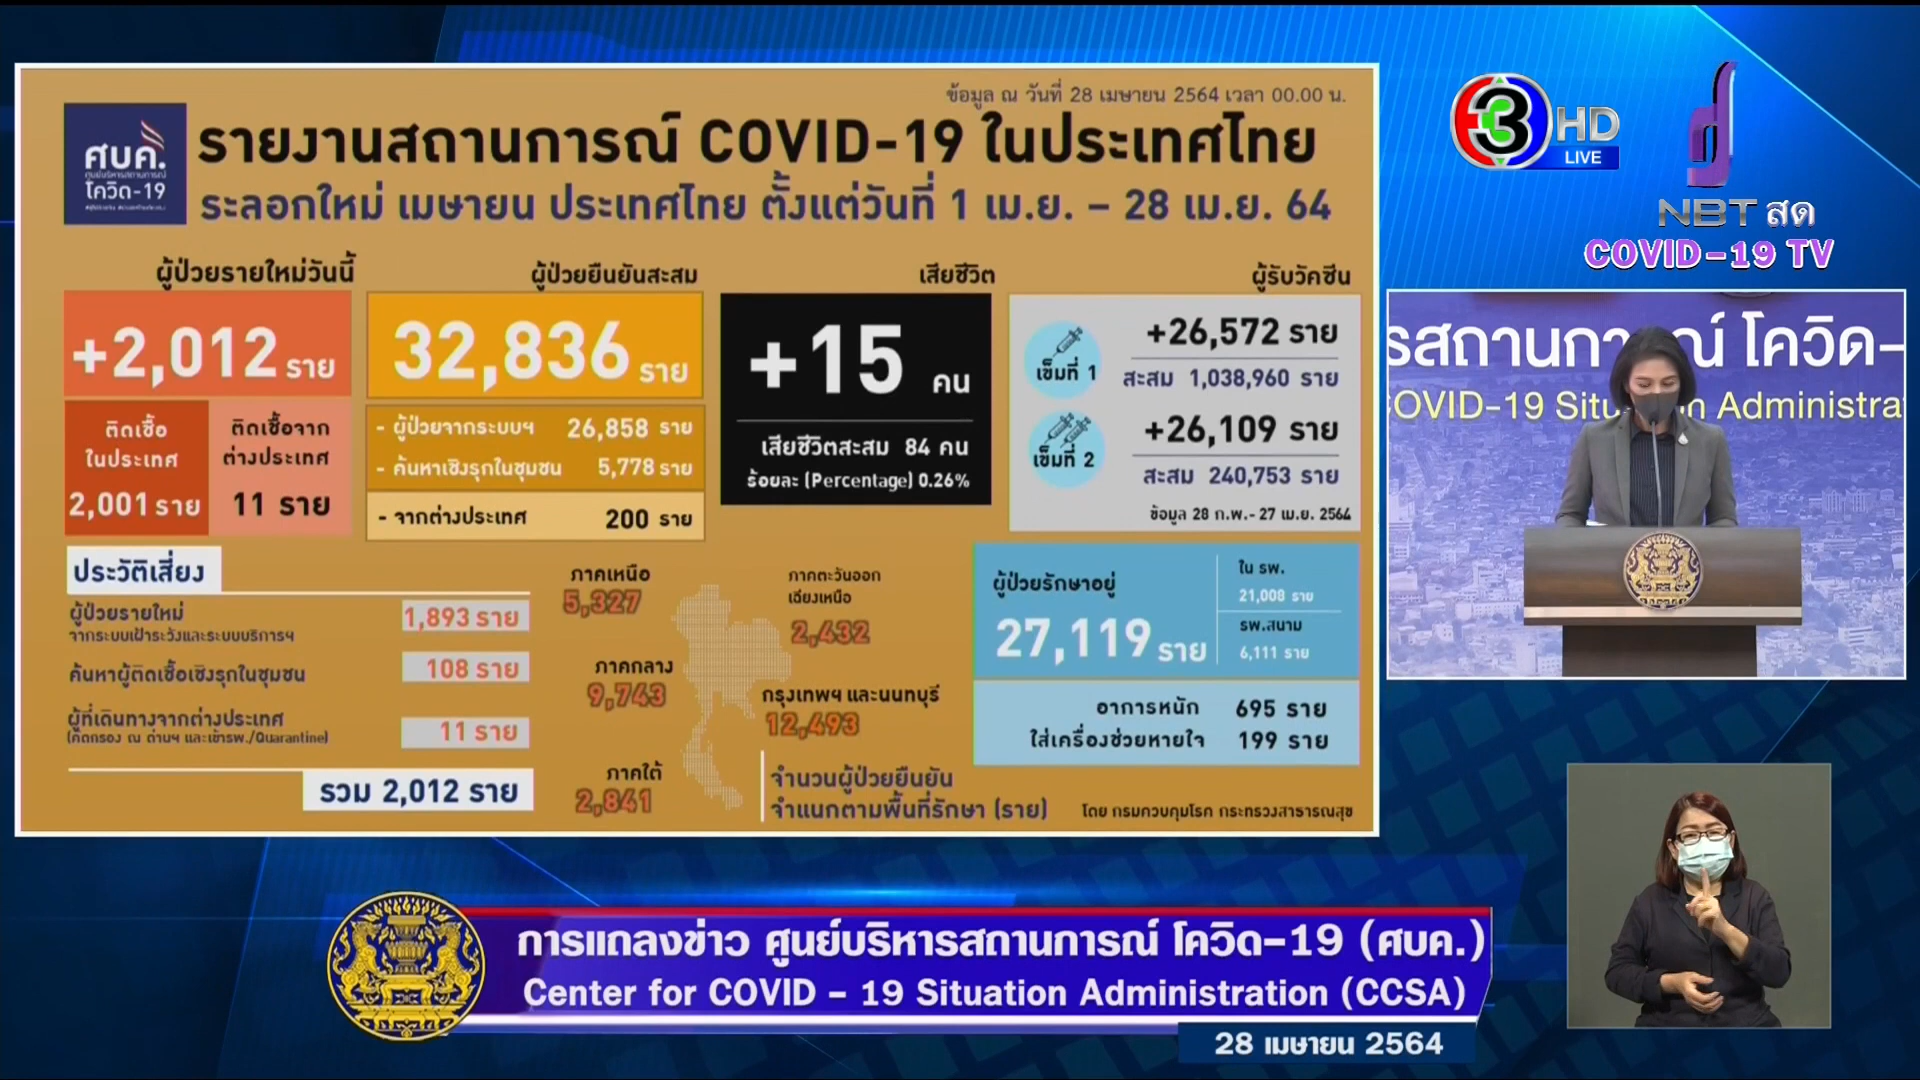 ข้อมูล ณ วันที่ 28 เมษายน 2564 เวลา 00.00 น.
ศบค.
ศูนย์บริหารสถานการณ์
โควิด-19
รายงานสถานการณ์ COVID-19 ในประเทศไทย
ระลอกใหม่ เมษายน ประเทศไทย ตั้งแต่วันที่ 1 เม.ย. – 28 เม.ย. 64
ผู้ป่วยรายใหม่วันนี้
+2,012 ราย
ติดเชื้อ
ในประเทศ
2,001 ราย
ติดเชื้อจาก
ต่างประเทศ
11 ราย
ผู้ป่วยยืนยันสะสม
32,836 ราย
- ผู้ป่วยจากระบบฯ 26,858 ราย
- ค้นหาเชิงรุกในชุมชน 5,778 ราย
- จากต่างประเทศ 200 ราย
เสียชีวิต
+15 คน
เสียชีวิตสะสม 84 คน
ร้อยละ (Percentage) 0.26%
ผู้รับวัคซีน
เข็มที่ 1
+26,572 ราย
สะสม 1,038,960 ราย
เข็มที่ 2
+26,109 ราย
สะสม 240,753 ราย
ข้อมูล 28 ก.พ.- 27 เม.ย. 2564
ประวัติเสี่ยง
ผู้ป่วยรายใหม่
จากระบบเฝ้าระวังและระบบบริการฯ
1,893 ราย
ค้นหาผู้ติดเชื้อเชิงรุกในชุมชน
108 ราย
ผู้ที่เดินทางจากต่างประเทศ
(คัดกรอง ณ ด่านฯ และเข้ารพ./Quarantine)
11 ราย
รวม 2,012 ราย
ภาคเหนือ
5,327
ภาคตะวันออก
เฉียงเหนือ
2,432
ภาคกลาง
9,743
กรุงเทพฯ และนนทบุรี
12,493
ภาคใต้
2,841
จำนวนผู้ป่วยยืนยัน
จำแนกตามพื้นที่รักษา (ราย)
ผู้ป่วยรักษาอยู่
27,119 ราย
ใน รพ.
21,008 ราย
รพ.สนาม
6,111 ราย
อาการหนัก 695 ราย
ใส่เครื่องช่วยหายใจ 199 ราย
โดย กรมควบคุมโรค กระทรวงสาธารณสุข
3 HD
LIVE
NBT สด
COVID-19 TV
รสถานการณ์ โควิด-
COVID-19 Situation Administra
การแถลงข่าว ศูนย์บริหารสถานการณ์ โควิด-19 (ศบค.)
Center for COVID - 19 Situation Administration (CCSA)
28 เมษายน 2564